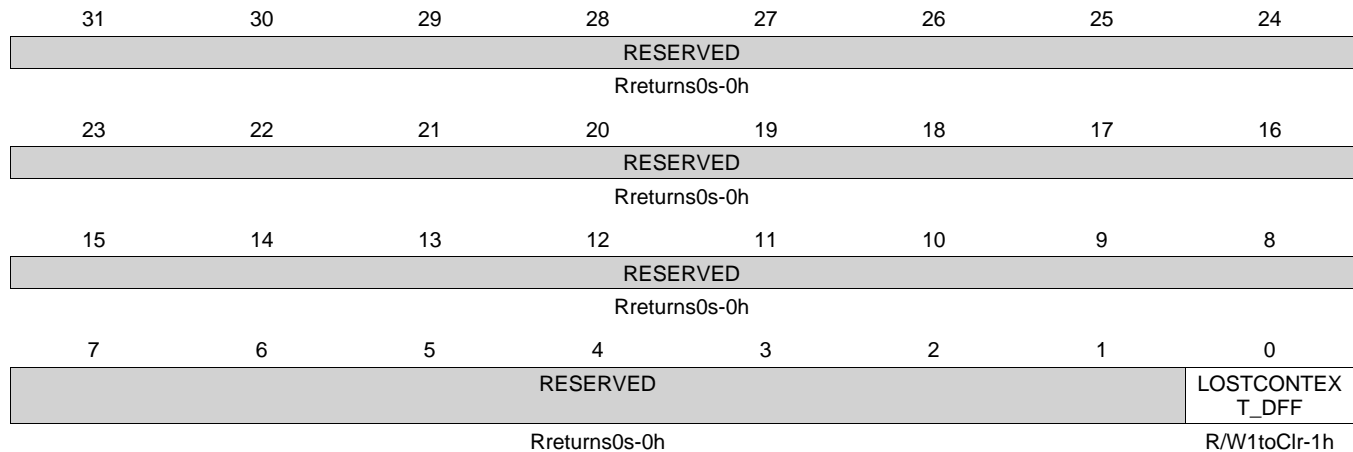 31 30 29 28 27 26 25 24
RESERVED
Rreturns0s-0h
23 22 21 20 19 18 17 16
RESERVED
Rreturns0s-0h
15 14 13 12 11 10 9 8
RESERVED
Rreturns0s-0h
7 6 5 4 3 2 1 0
RESERVED LOSTCONTEX
T_DFF
Rreturns0s-0h R/W1toClr-1h